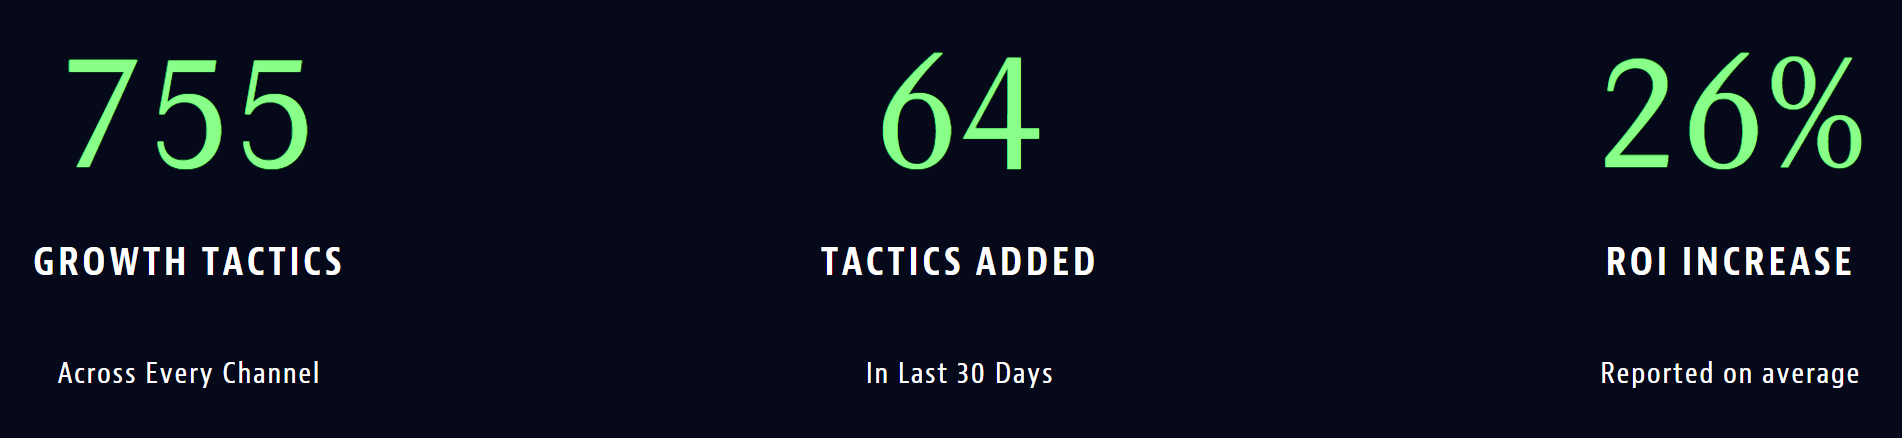 755
GROWTH TACTICS
Across Every Channel
64
TACTICS ADDED
In Last 30 Days
26%
ROI INCREASE
Reported on average